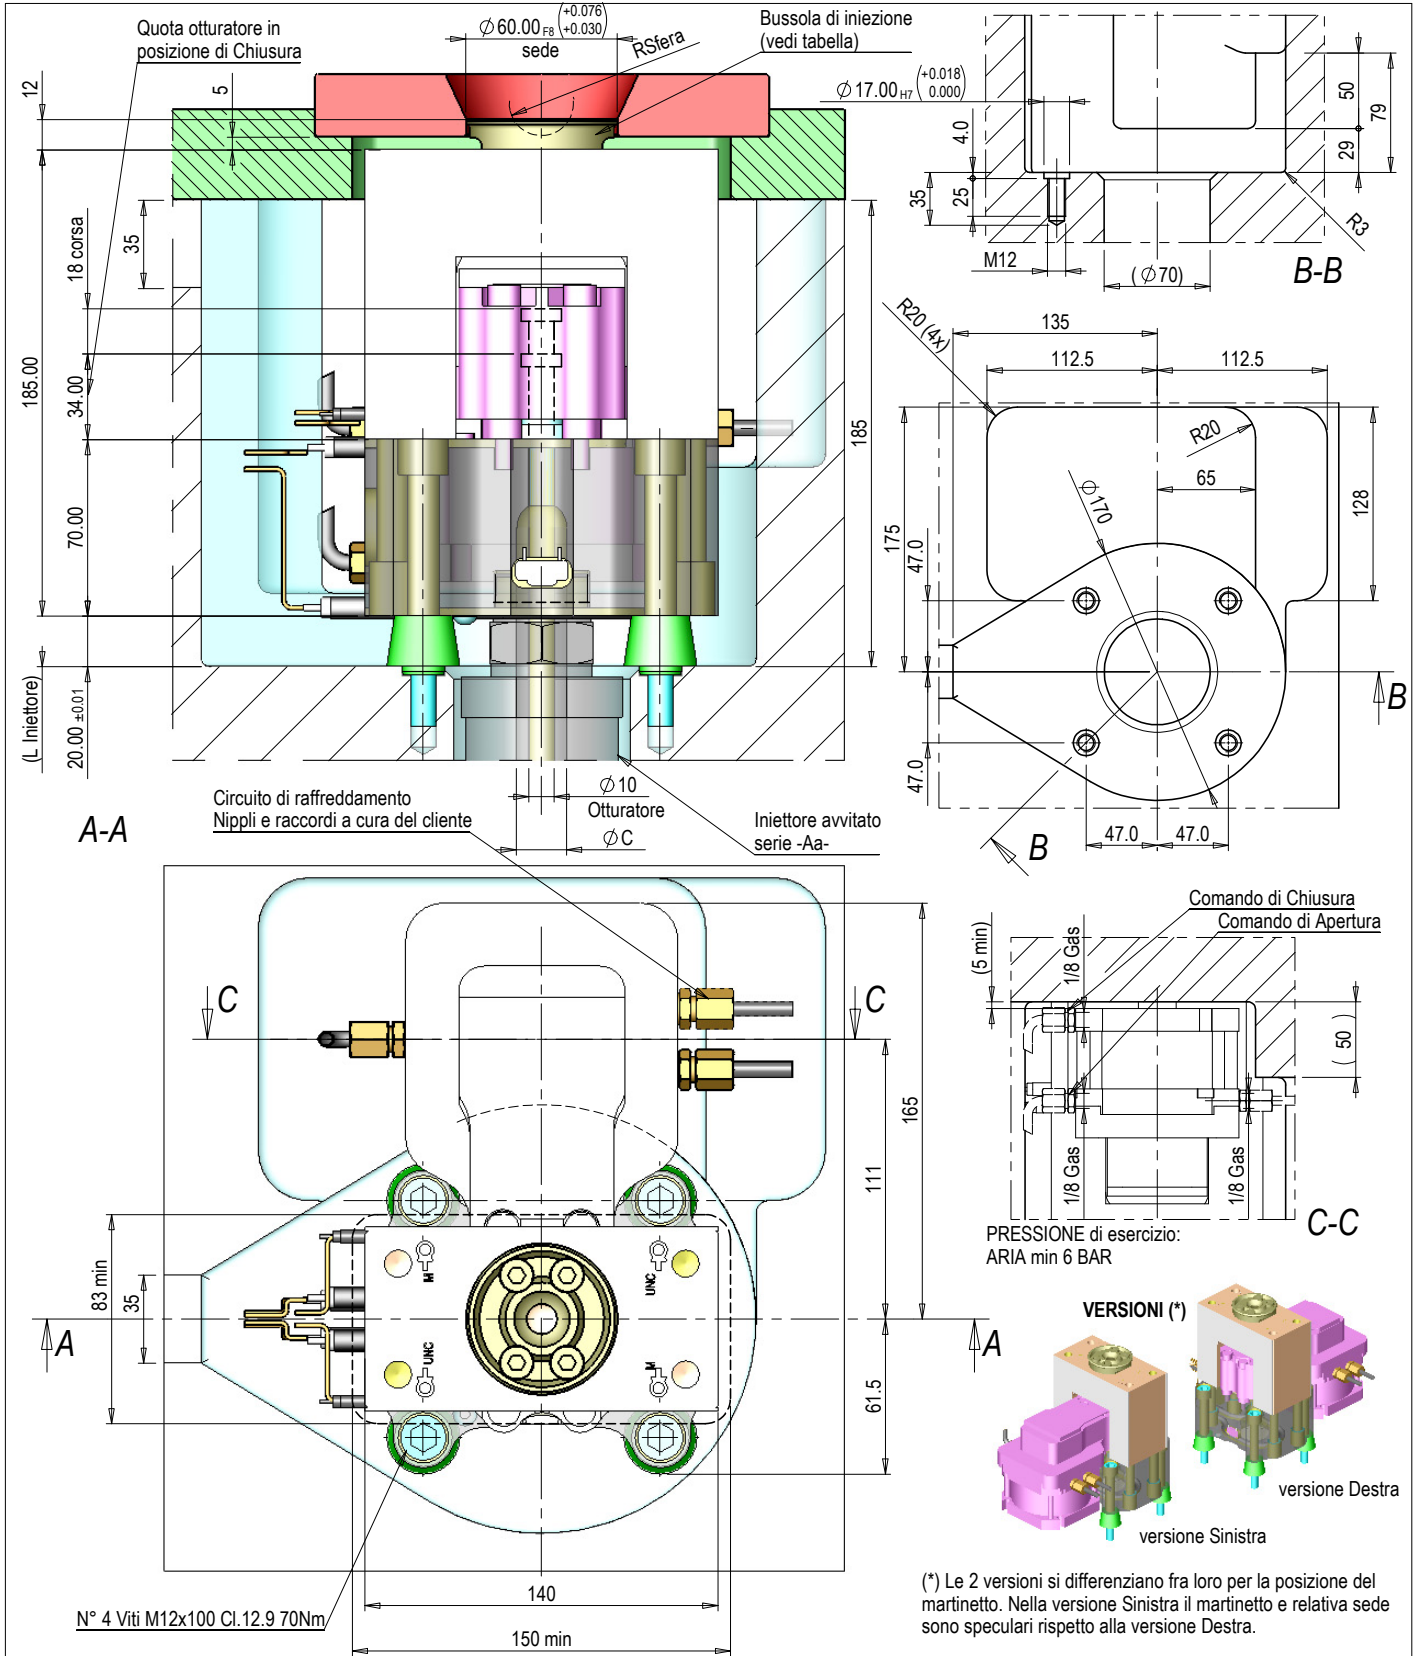 Quota otturatore in
posizione di Chiusura
Ø 60.00 F8 (+0.076 +0.030)
sede
RSfera
Bussola di iniezione
(vedi tabella)
12
5
18 corsa
35
185.00
34.00
70.00
185
(L Iniettore)
20.00 ±0.01
Ø 10
Otturatore
Ø C
Iniettore avvitato
serie -Aa-
Circuito di raffreddamento
Nippli e raccordi a cura del cliente
A-A
Ø 17.00 H7 (+0.018 0.000)
4.0
35
25
M12
(Ø 70)
50
79
29
R3
B-B
R20 (4x)
135
112.5
112.5
R20
65
Ø 170
175
47.0
128
47.0
47.0
47.0
B
B
C
C
165
111
61.5
83 min
35
A
A
M
UNC
UNC
M
140
150 min
N° 4 Viti M12x100 Cl.12.9 70Nm
Comando di Chiusura
Comando di Apertura
(5 min)
1/8 Gas
( 50 )
1/8 Gas
1/8 Gas
C-C
PRESSIONE di esercizio:
ARIA min 6 BAR
VERSIONI (*)
versione Destra
versione Sinistra
(*) Le 2 versioni si differenziano fra loro per la posizione del
martinetto. Nella versione Sinistra il martinetto e relativa sede
sono speculari rispetto alla versione Destra.